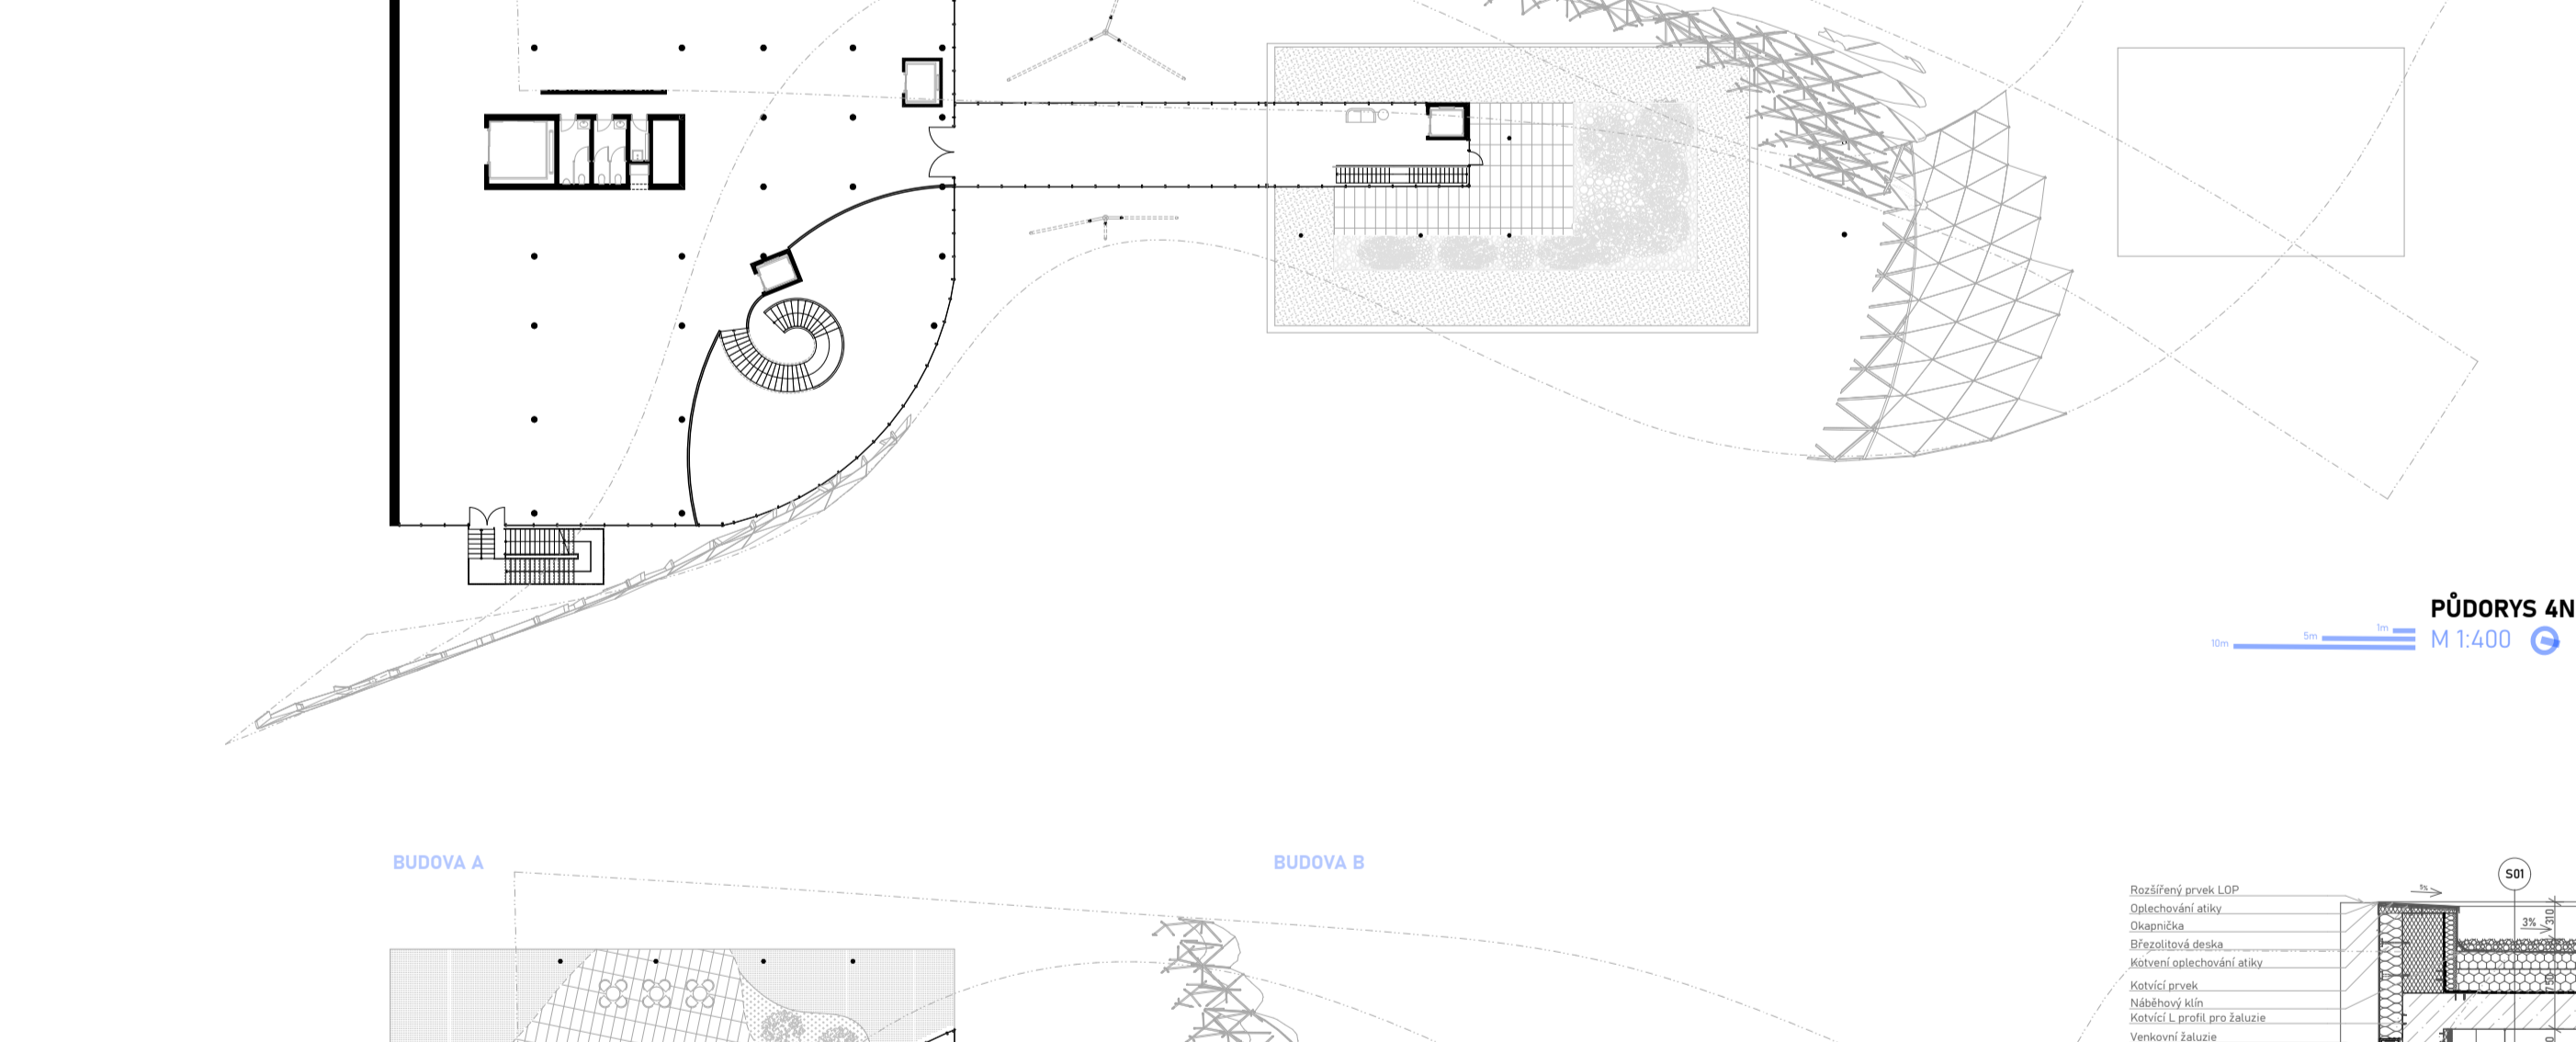 PŮDORYS 4N
1m
5m
10m
M 1:400
BUDOVA A
BUDOVA B
S01
Rozšířený prvek LOP
Oplechování atiky
Okapnička
Březolitová deska
Kotvení oplechování atiky
Kotvící prvek
Náběhový klín
Kotvící L profil pro žaluzie
Venkovní žaluzie
3%
310